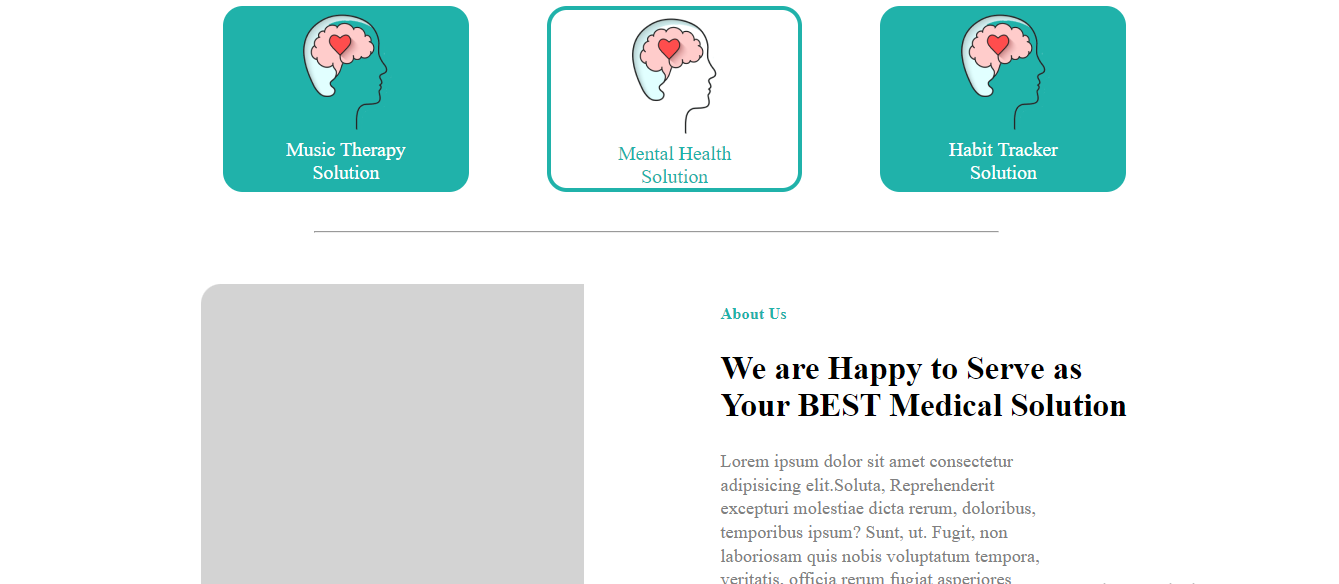 Music Therapy
Solution
Mental Health
Solution
Habit Tracker
Solution
About Us
We are Happy to Serve as
Your BEST Medical Solution
Lorem ipsum dolor sit amet consectetur
adipisicing elit.Soluta, Reprehenderit
excepturi molestiae dicta rerum, doloribus,
temporibus ipsum? Sunt, ut. Fugit, non
laboriosam quis nobis voluptatum tempora,
veritatis, officia rerum fugiat asperiores